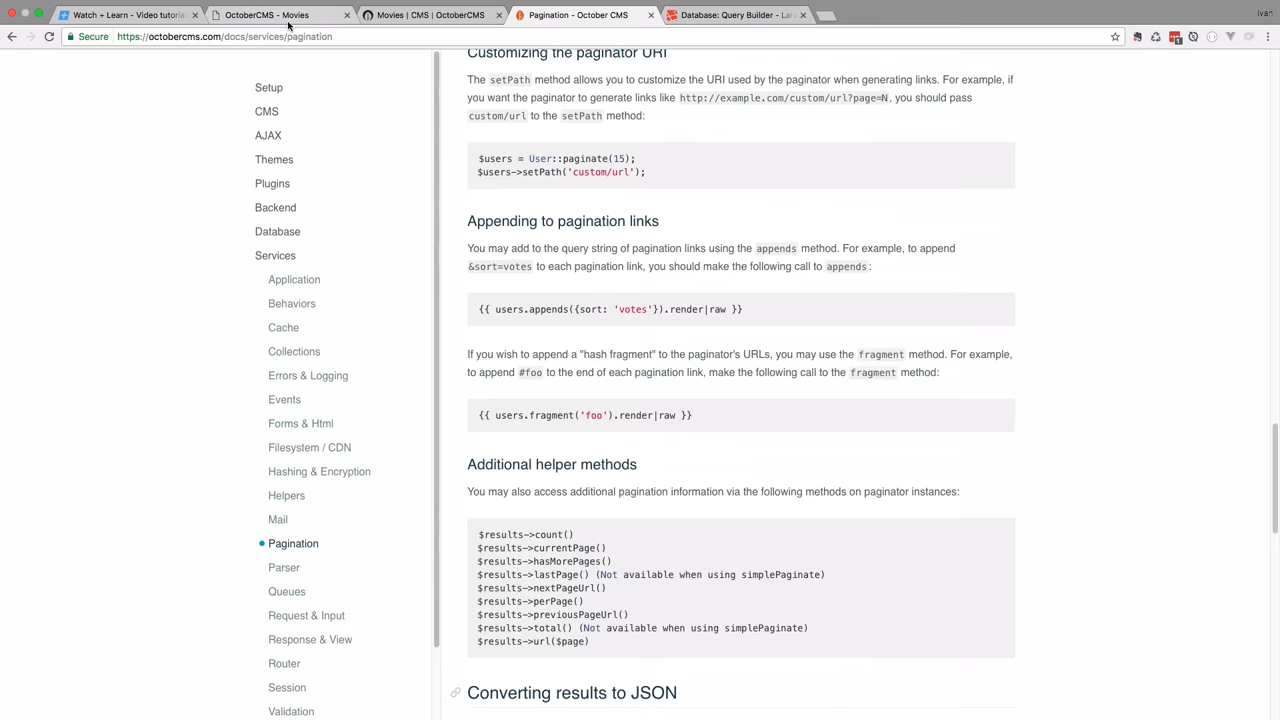 Watch + Learn - Video tutorial
OctoberCMS - Movies
Movies | CMS | OctoberCMS
Pagination - October CMS
Database: Query Builder - Lar
Ivan
Secure
https://octobercms.com/docs/services/pagination
Setup
CMS
AJAX
Themes
Plugins
Backend
Database
Services
Application
Behaviors
Cache
Collections
Errors & Logging
Events
Forms & Html
Filesystem / CDN
Hashing & Encryption
Helpers
Mail
Pagination
Parser
Queues
Request & Input
Response & View
Router
Session
Validation
Customizing the paginator URI
The setPath method allows you to customize the URI used by the paginator when generating links. For example, if
you want the paginator to generate links like http://example.com/custom/url?page=N, you should pass
custom/url to the setPath method:
$users = User::paginate(15);
$users->setPath('custom/url');
Appending to pagination links
You may add to the query string of pagination links using the appends method. For example, to append
&sort=votes to each pagination link, you should make the following call to appends:
{{ users.appends({sort: 'votes'}).render|raw }}
If you wish to append a "hash fragment" to the paginator's URLs, you may use the fragment method. For example,
to append #foo to the end of each pagination link, make the following call to the fragment method:
{{ users.fragment('foo').render|raw }}
Additional helper methods
You may also access additional pagination information via the following methods on paginator instances:
$results->count()
$results->currentPage()
$results->hasMorePages()
$results->lastPage() (Not available when using simplePaginate)
$results->nextPageUrl()
$results->perPage()
$results->previousPageUrl()
$results->total() (Not available when using simplePaginate)
$results->url($page)
Converting results to JSON